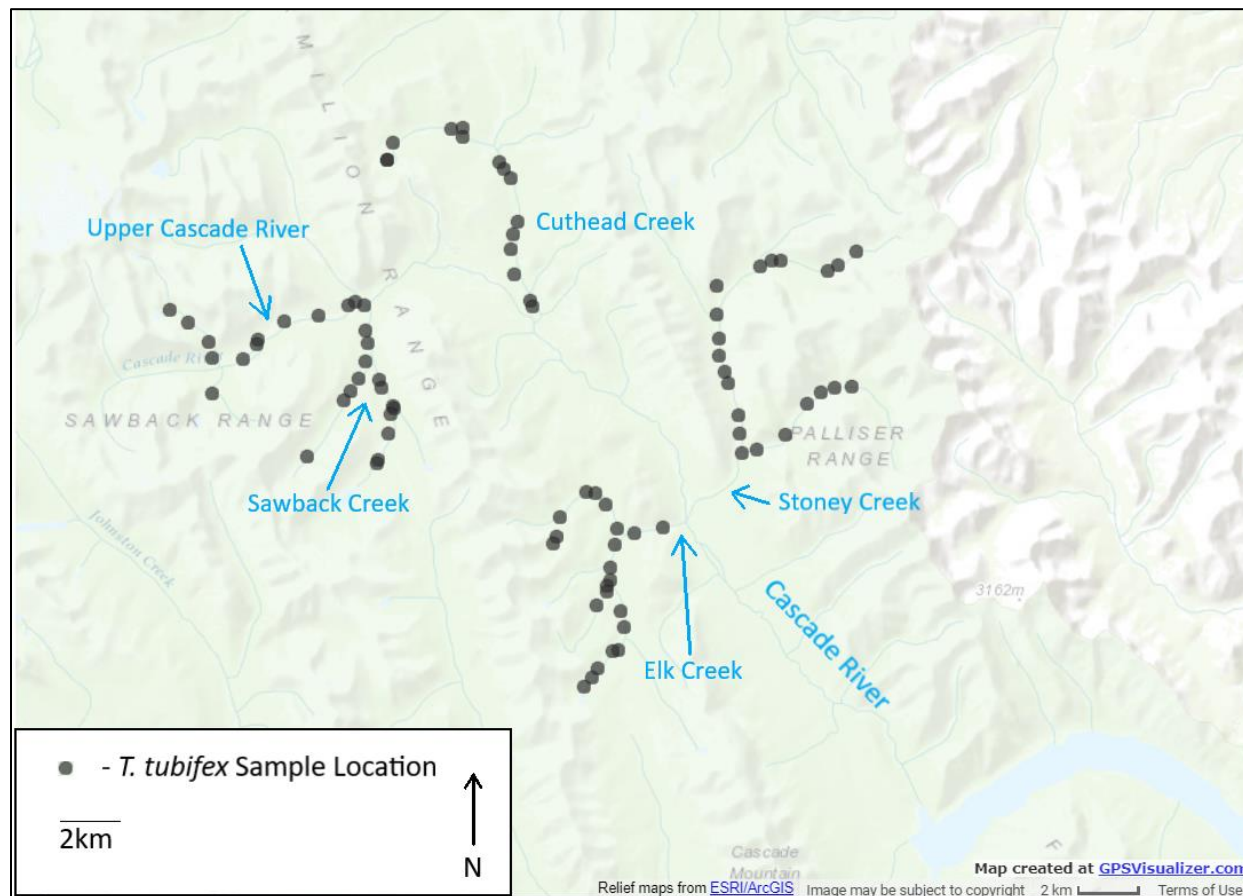 MILLION RANGE
Upper Cascade River
Cuthead Creek
Cascade River
SAWBACK RANGE
PALLISER
RANGE
Sawback Creek
Stoney Creek
Johnston Creek
3162m
Cascade River
Elk Creek
- T. tubifex Sample Location
2km
N
Cascade
Mountain
F
Map created at GPSVisualizer.com
Relief maps from ESRI/ArcGIS Image may be subject to copyright 2 km Terms of Use